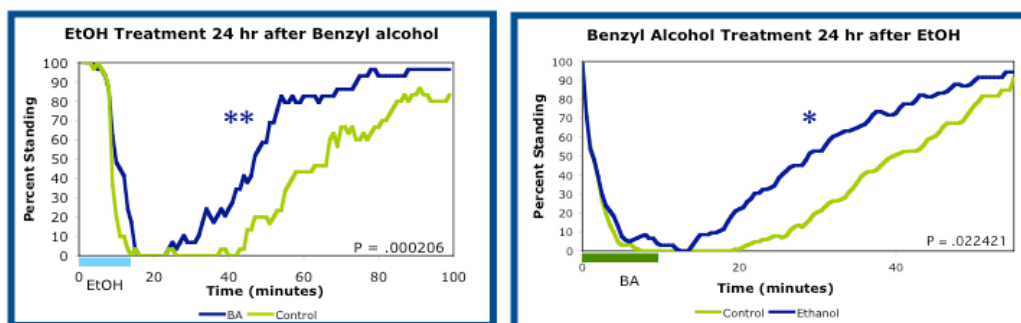 EtOH Treatment 24 hr after Benzyl alcohol
Percent Standing
100
90
80
70
60
50
40
30
20
10
0
**
P = .000206
0 20 40 60 80 100
EtOH
Time (minutes)
BA Control
Benzyl Alcohol Treatment 24 hr after EtOH
Percent Standing
100
90
80
70
60
50
40
30
20
10
0
*
P = .022421
0 20 40
BA
Time (minutes)
Control Ethanol